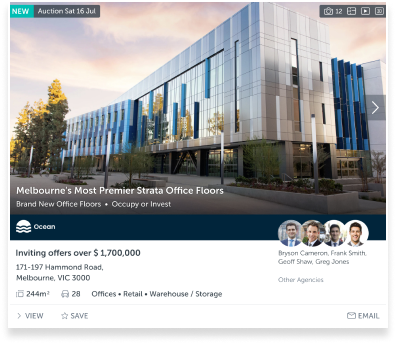 NEW Auction Sat 16 Jul 12
Melbourne's Most Premier Strata Office Floors
Brand New Office Floors • Occupy or Invest
Ocean
Inviting offers over $ 1,700,000
171-197 Hammond Road,
Melbourne, VIC 3000
244m² 28 Offices • Retail • Warehouse / Storage
Bryson Cameron, Frank Smith,
Geoff Shaw, Greg Jones
Other Agencies
VIEW SAVE EMAIL